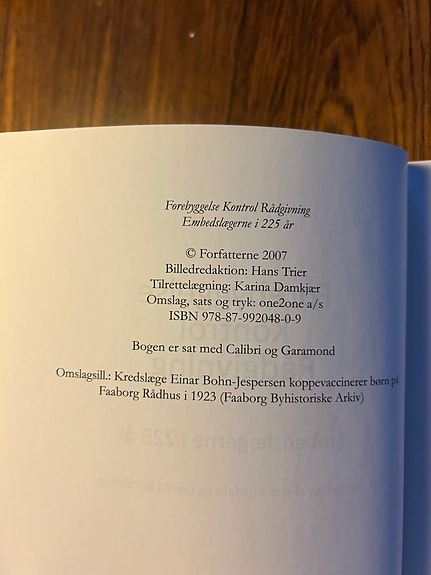 Forebyggelse Kontrol Rådgivning
Embedslægerne i 225 år
© Forfatterne 2007
Billedredaktion: Hans Trier
Tilrettelægning: Karina Damkjær
Omslag, sats og tryk: one2one a/s
ISBN 978-87-992048-0-9
Bogen er sat med Calibri og Garamond
Omslagsill.: Kredslæge Einar Bohn-Jespersen koppevaccinerer børn på
Faaborg Rådhus i 1923 (Faaborg Byhistoriske Arkiv)